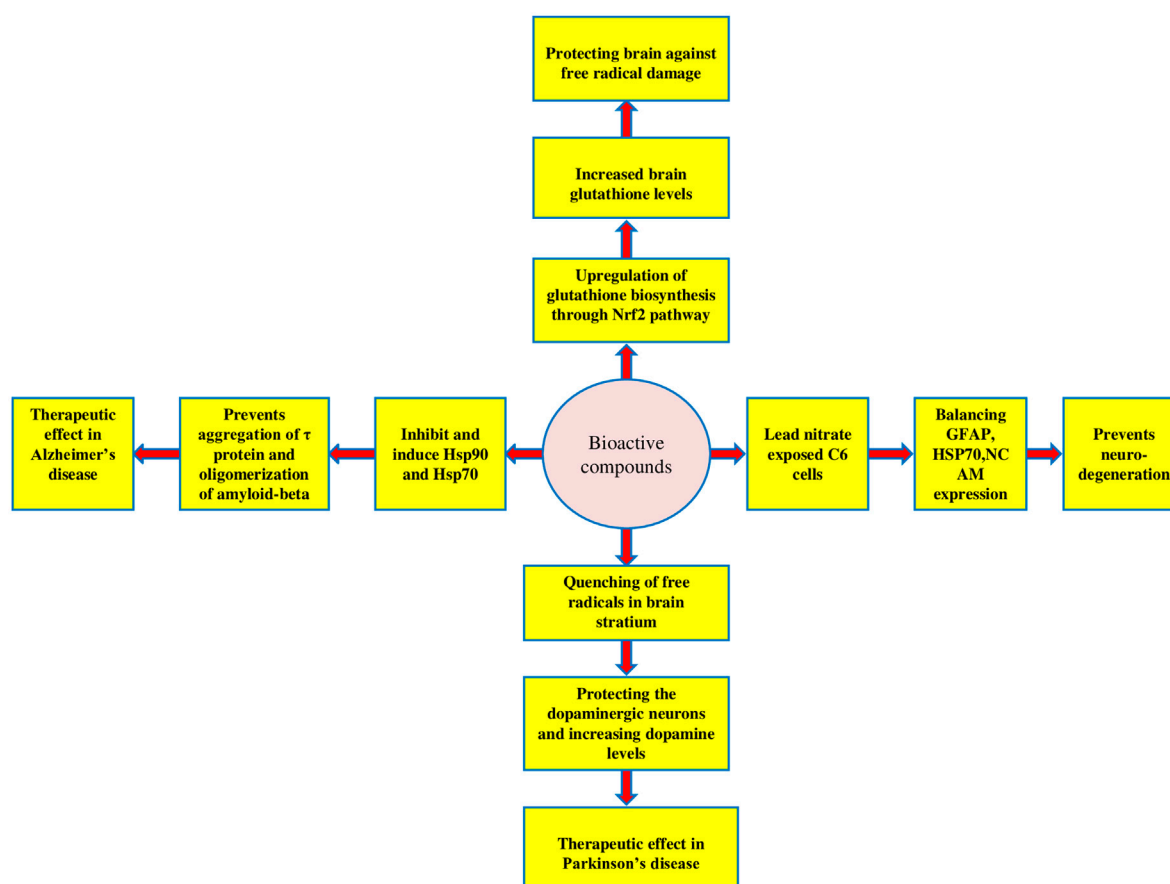 Protecting brain against
free radical damage
Increased brain
glutathione levels
Upregulation of
glutathione biosynthesis
through Nrf2 pathway
Therapeutic
effect in
Alzheimer's
disease
Prevents
aggregation of τ
protein and
oligomerization
of amyloid-beta
Inhibit and
induce Hsp90
and Hsp70
Bioactive
compounds
Lead nitrate
exposed C6
cells
Balancing
GFAP,
HSP70,NC
AM
expression
Prevents
neuro-
degeneration
Quenching of free
radicals in brain
stratium
Protecting the
dopaminergic neurons
and increasing dopamine
levels
Therapeutic effect in
Parkinson's disease